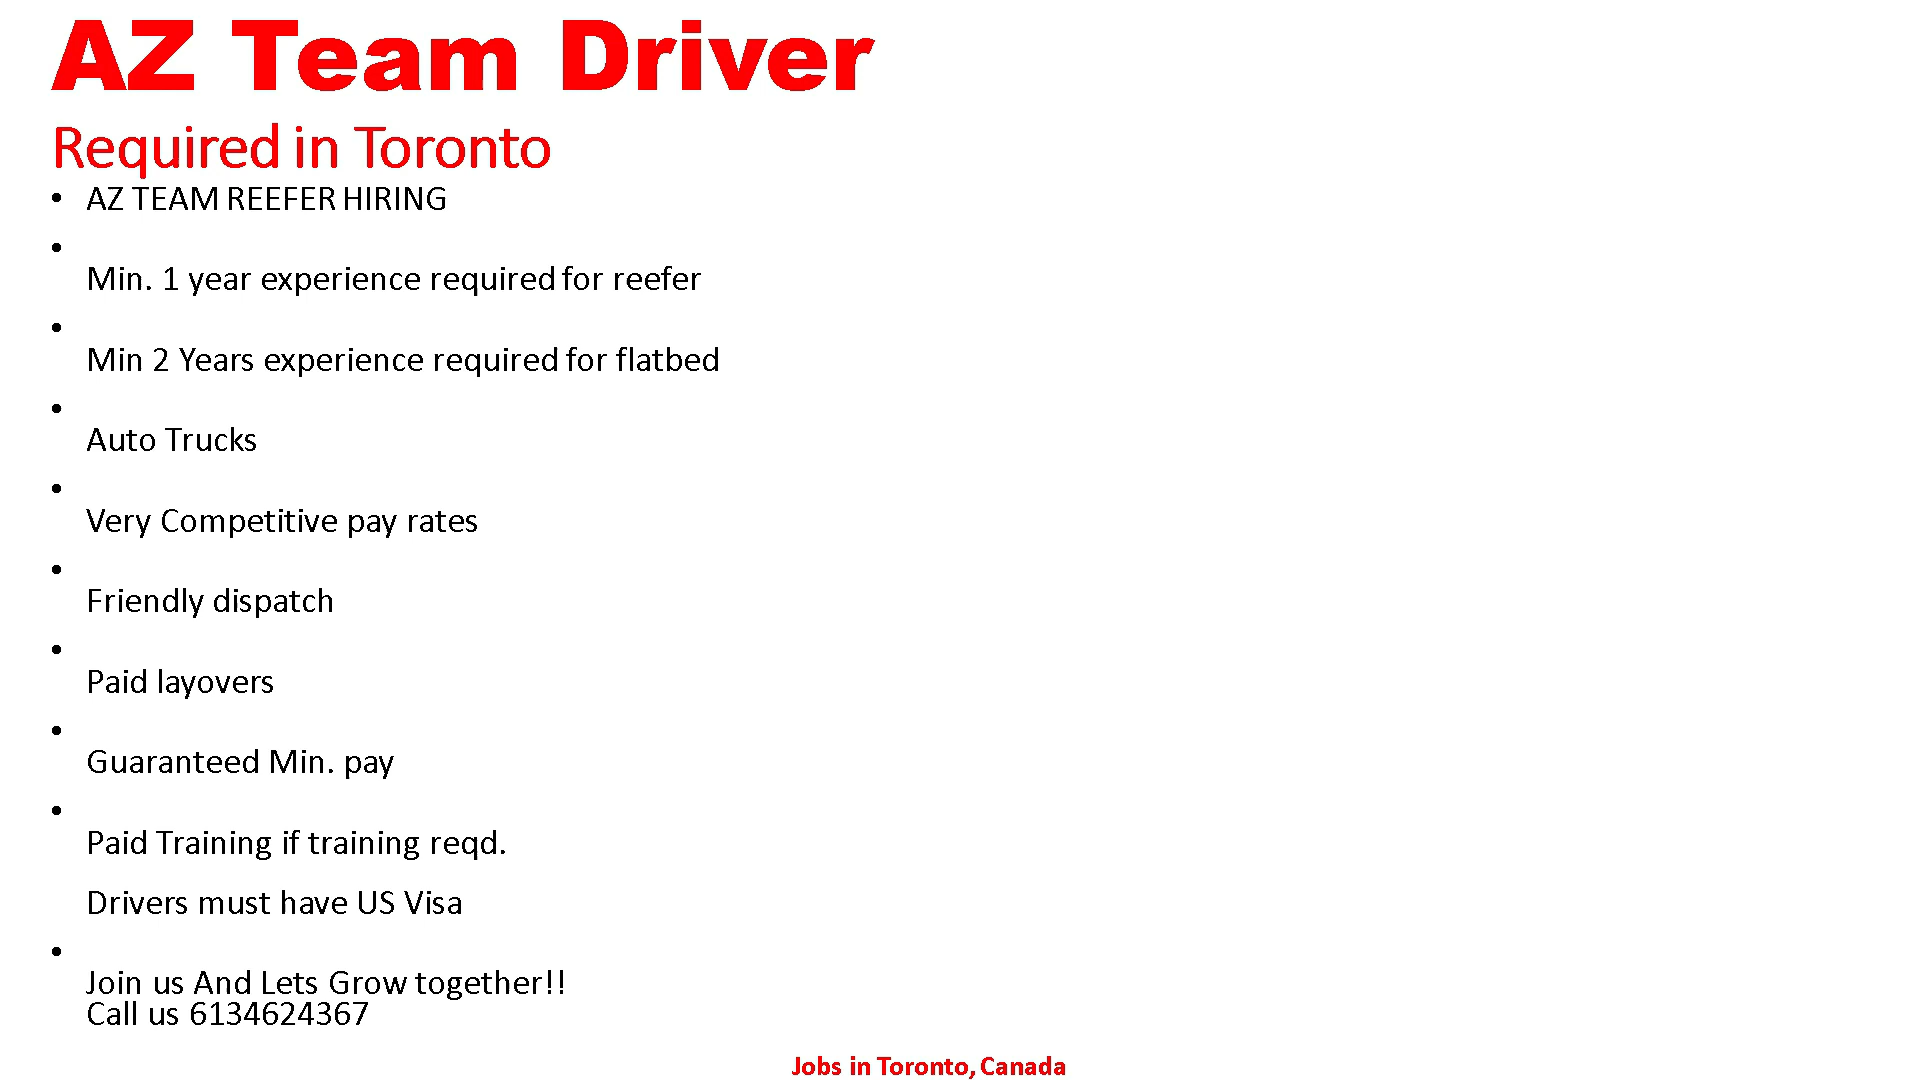 AZ Team Driver
Required in Toronto
• AZ TEAM REEFER HIRING
•
Min. 1 year experience required for reefer
•
Min 2 Years experience required for flatbed
•
Auto Trucks
•
Very Competitive pay rates
•
Friendly dispatch
•
Paid layovers
•
Guaranteed Min. pay
•
Paid Training if training reqd.
Drivers must have US Visa
•
Join us And Lets Grow together!!
Call us 6134624367
Jobs in Toronto, Canada